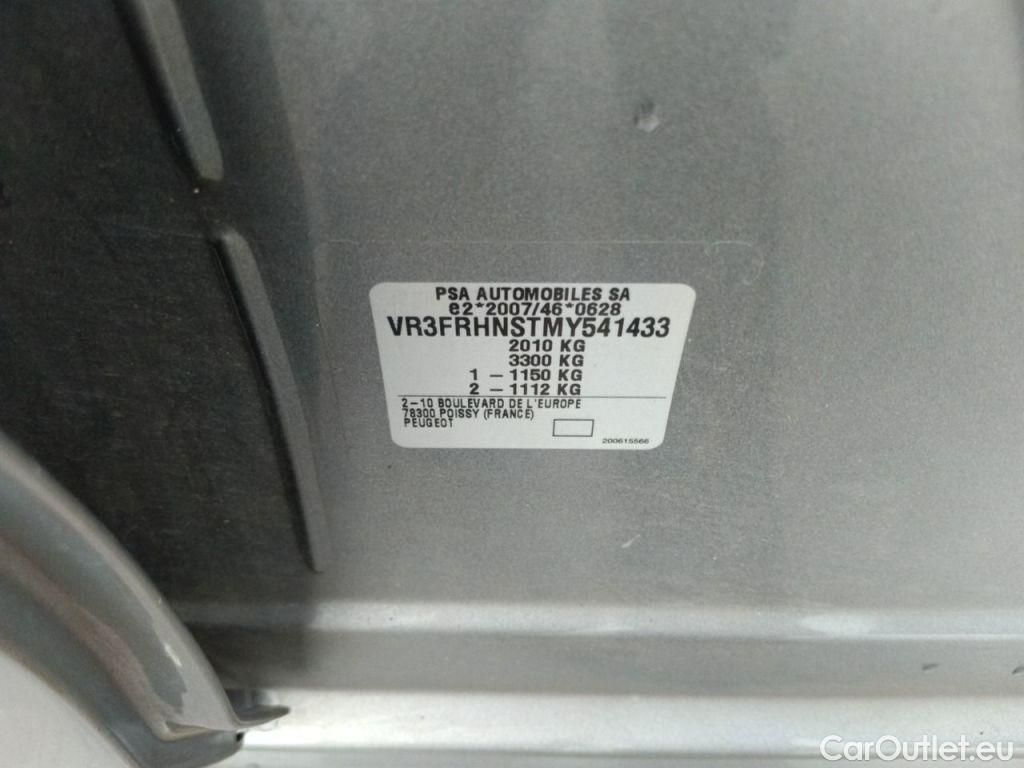 PSA AUTOMOBILES SA
e2*2007/46*0628
VR3FRHNSTMY541433
2010 KG
3300 KG
1 - 1150 KG
2 - 1112 KG
2-10 BOULEVARD DE L'EUROPE
78300 POISSY (FRANCE)
PEUGEOT
200615566
CarOutlet.eu